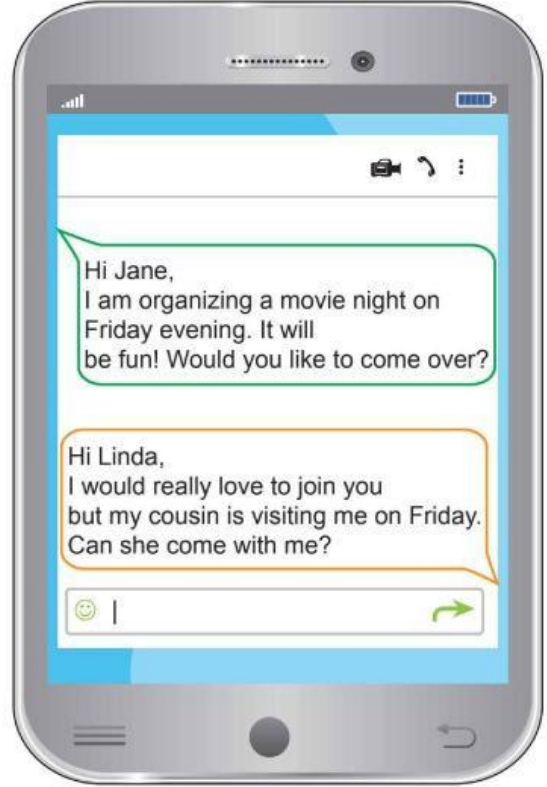 Hi Jane,
I am organizing a movie night on
Friday evening. It will
be fun! Would you like to come over?
Hi Linda,
I would really love to join you
but my cousin is visiting me on Friday.
Can she come with me?